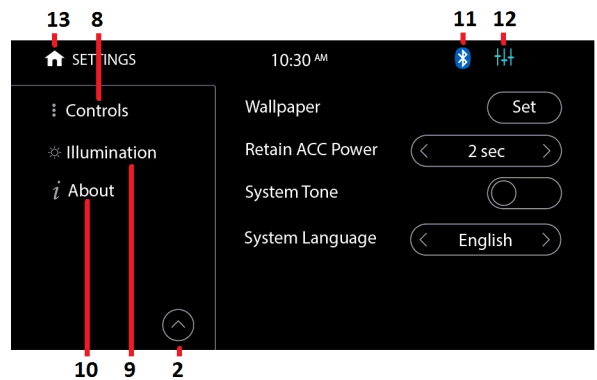 13 8 11 12
SETTINGS 10:30 AM
Controls
Illumination
About
Wallpaper Set
Retain ACC Power 2 sec
System Tone
System Language English
10 9 2